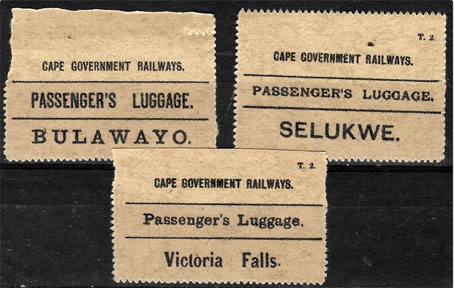 CAPE GOVERNMENT RAILWAYS.
PASSENGER'S LUGGAGE.
BULAWAYO.
T. 2.
CAPE GOVERNMENT RAILWAYS.
PASSENGER'S LUGGAGE.
SELUKWE.
T. 2.
CAPE GOVERNMENT RAILWAYS.
Passenger's Luggage.
Victoria Falls.